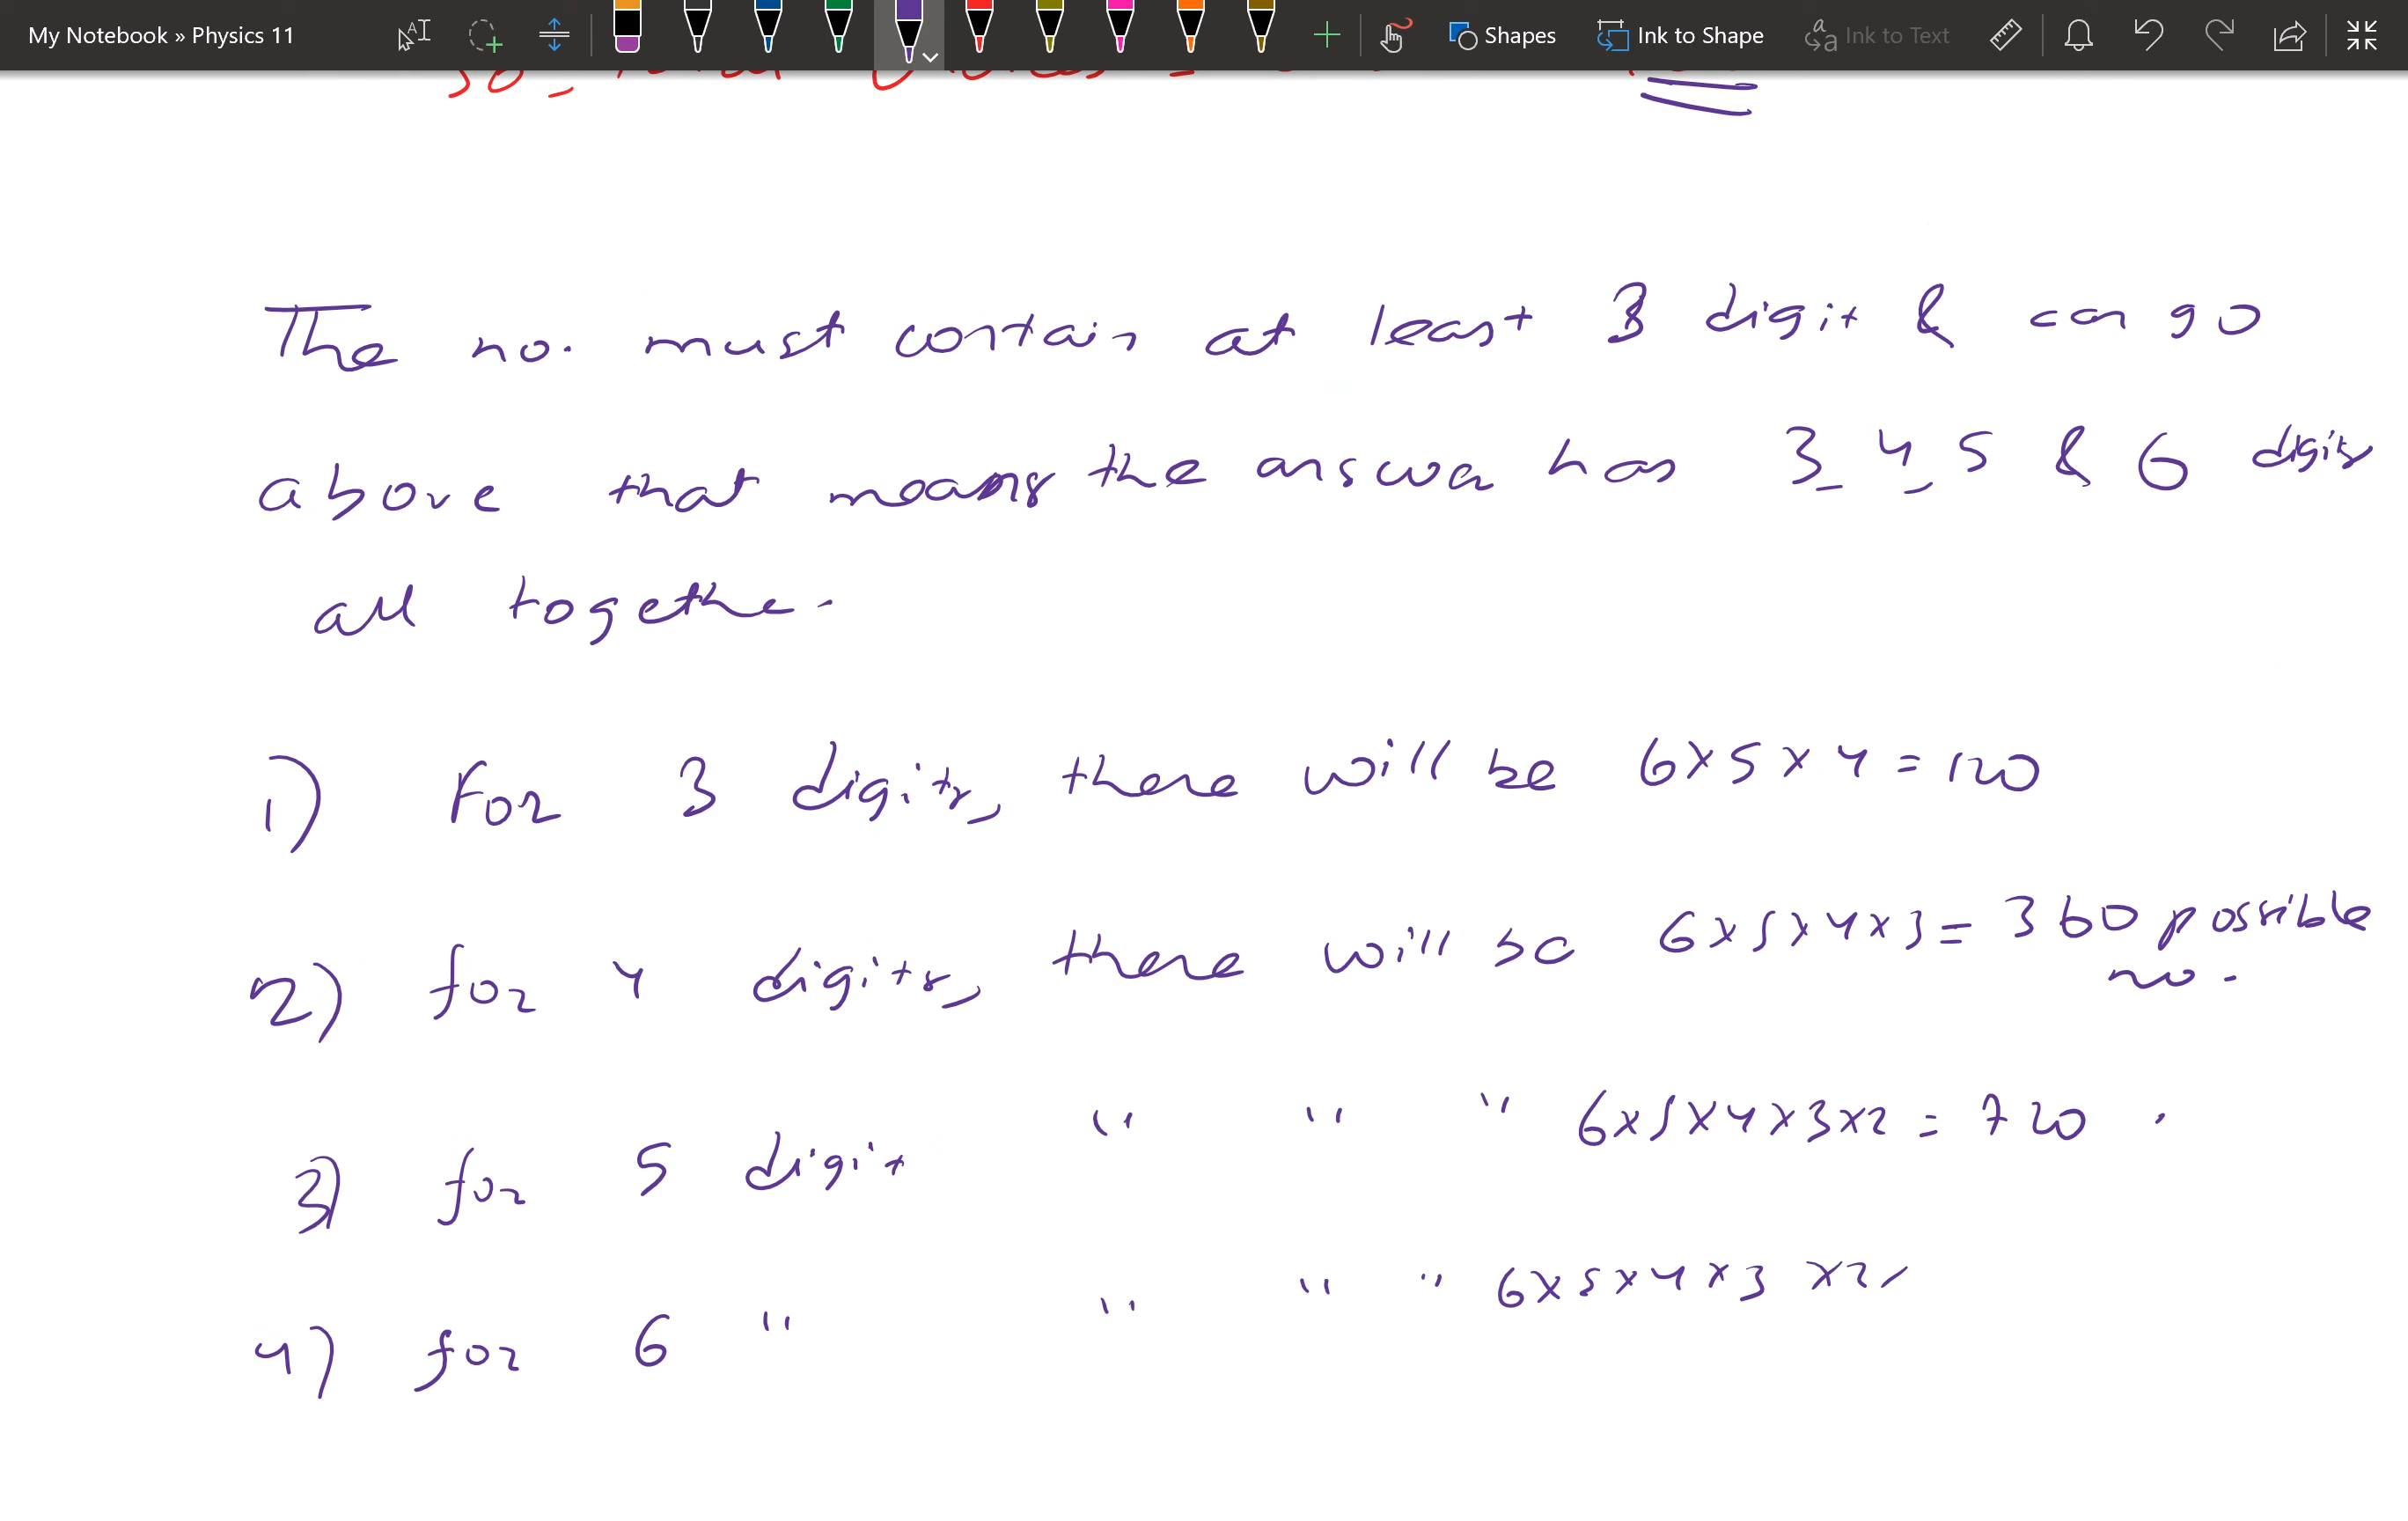 My Notebook » Physics 11
Shapes
Ink to Shape
Ink to Text
The no. must contain at least 3 digit & can go
above that means the answer has 3, 4, 5 & 6 digits
all together.
1) For 3 digits, there will be 6x5x4 = 120
2) for 4 digits, there will be 6x5x4x3 = 360 possible
no.
3) for 5 digit " " " 6x5x4x3x2 = 720 .
4) for 6 " " " " 6x5x4x3 x2